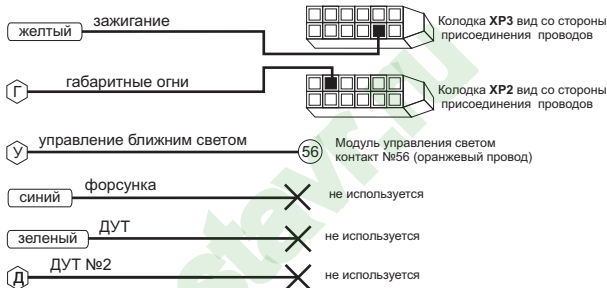 зажигание
желтый
Колодка XP3 вид со стороны
присоединения проводов
габаритные огни
Г
Колодка XP2 вид со стороны
присоединения проводов
управление ближним светом
У
56
Модуль управления светом
контакт №56 (оранжевый провод)
форсунка
синий
не используется
ДУТ
зеленый
не используется
ДУТ №2
Д
не используется